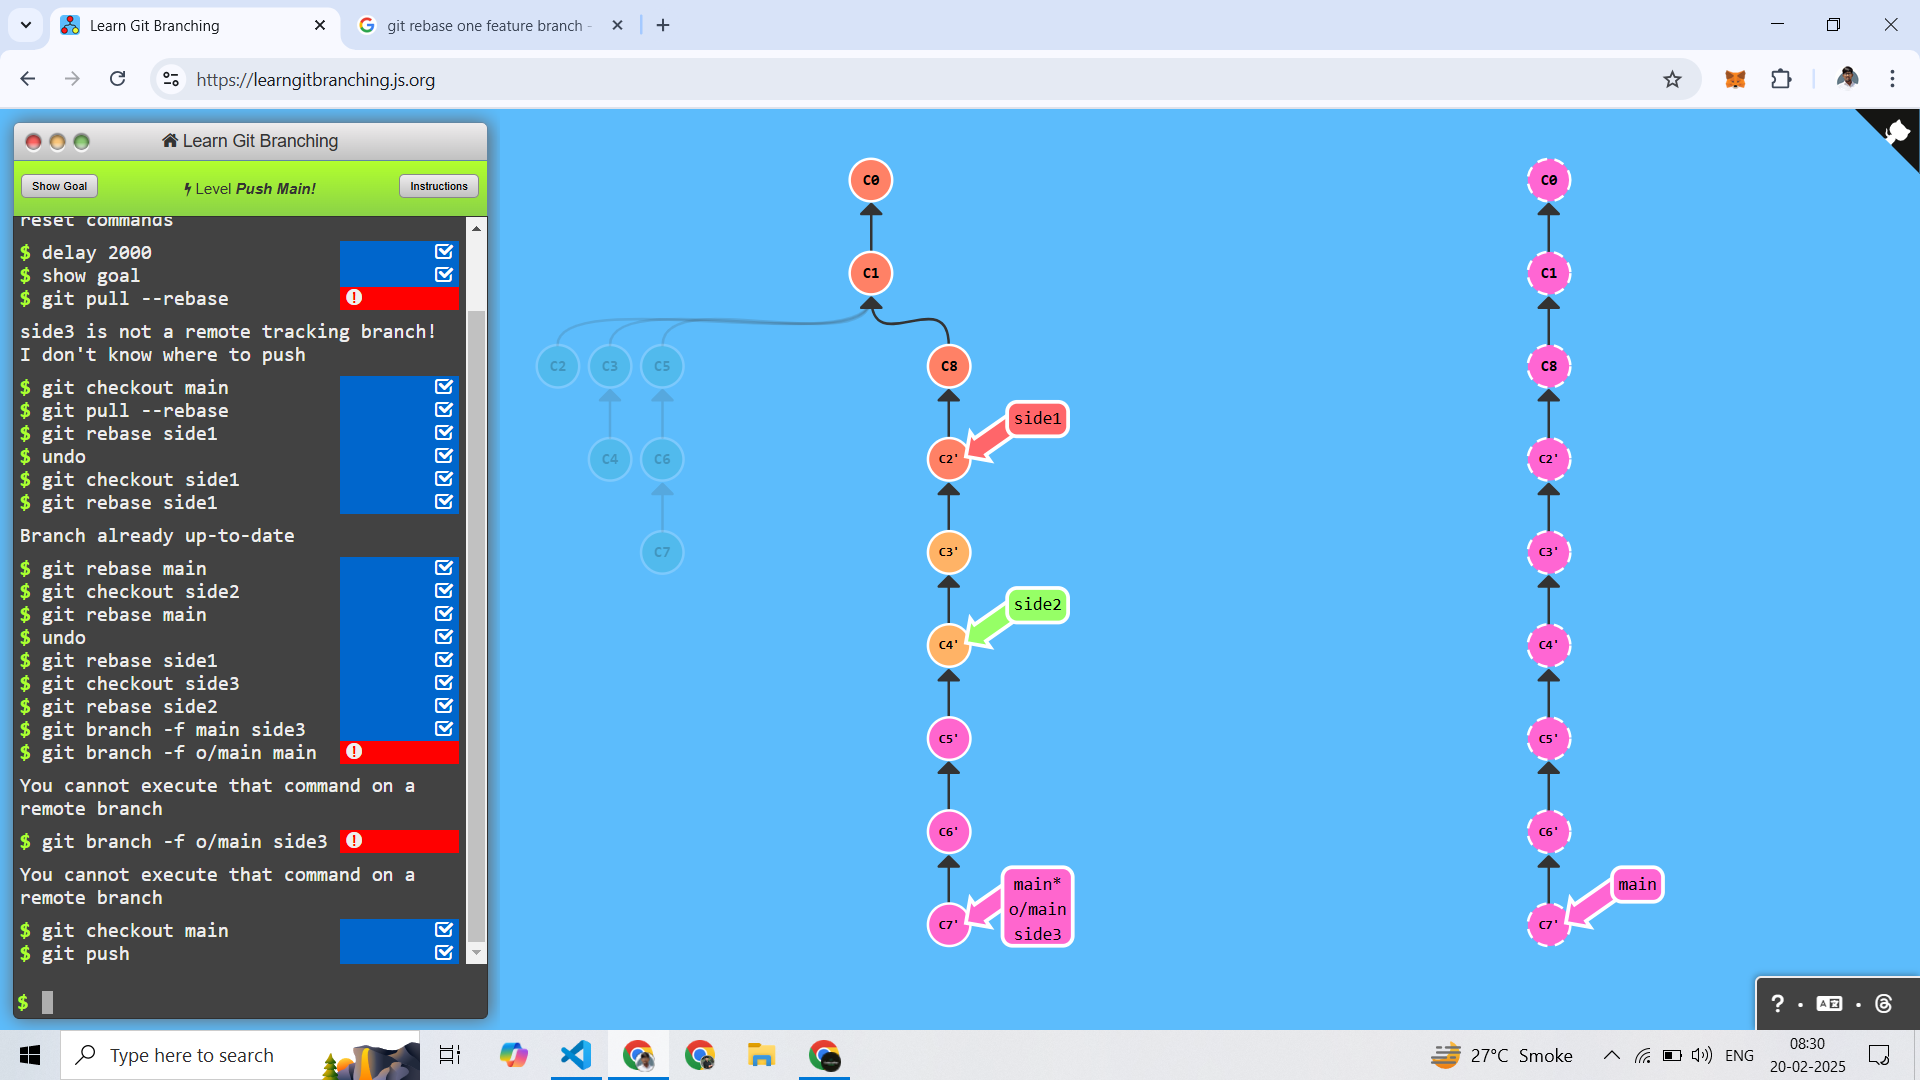 Learn Git Branching
git rebase one feature branch -
https://learngitbranching.js.org
Learn Git Branching
Show Goal
Level Push Main!
Instructions
reset commands
$ delay 2000
$ show goal
$ git pull --rebase
side3 is not a remote tracking branch!
I don't know where to push
$ git checkout main
$ git pull --rebase
$ git rebase side1
$ undo
$ git checkout side1
$ git rebase side1
Branch already up-to-date
$ git rebase main
$ git checkout side2
$ git rebase main
$ undo
$ git rebase side1
$ git checkout side3
$ git rebase side2
$ git branch -f main side3
$ git branch -f o/main main
You cannot execute that command on a
remote branch
$ git branch -f o/main side3
You cannot execute that command on a
remote branch
$ git checkout main
$ git push
$
C0
C1
C2
C3
C5
C8
side1
C4
C6
C2'
C7
C3'
side2
C4'
C5'
C6'
main*
o/main
side3
C7'
C0
C1
C8
C2'
C3'
C4'
C5'
C6'
main
C7'
?
Type here to search
27°C Smoke
ENG
08:30
20-02-2025